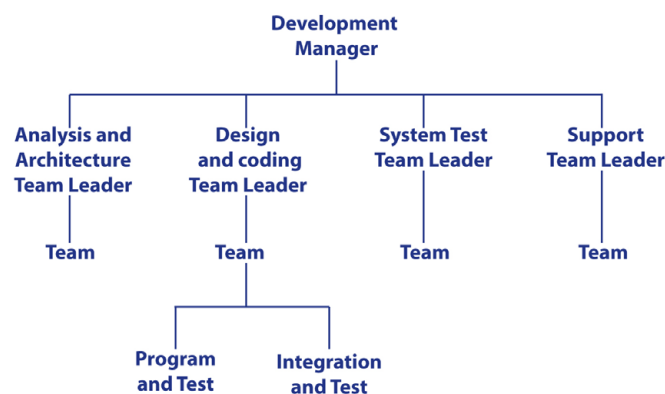 Development
Manager
Analysis and
Architecture
Team Leader
Design
and coding
Team Leader
System Test
Team Leader
Support
Team Leader
Team
Team
Team
Team
Program
and Test
Integration
and Test